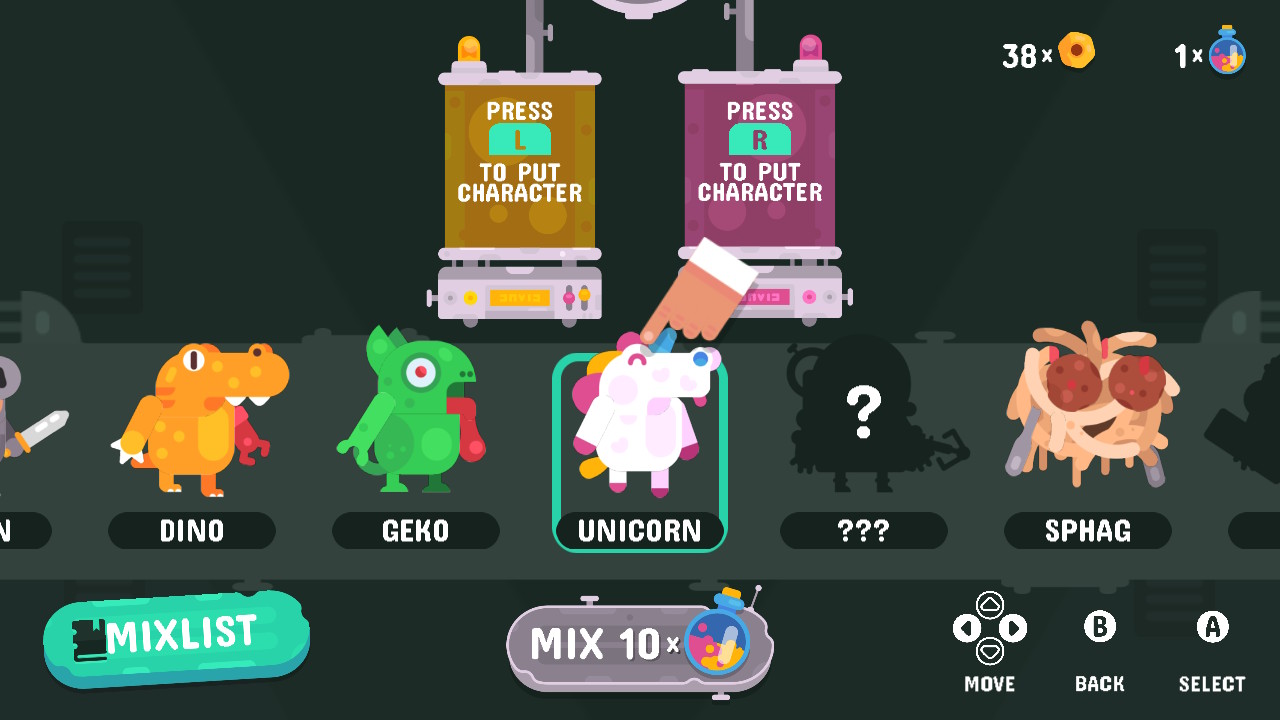 38×
1×
PRESS
L
TO PUT
CHARACTER
PRESS
R
TO PUT
CHARACTER
?
N
DINO
GEKO
UNICORN
???
SPHAG
MIXLIST
MIX 10×
B
A
MOVE
BACK
SELECT